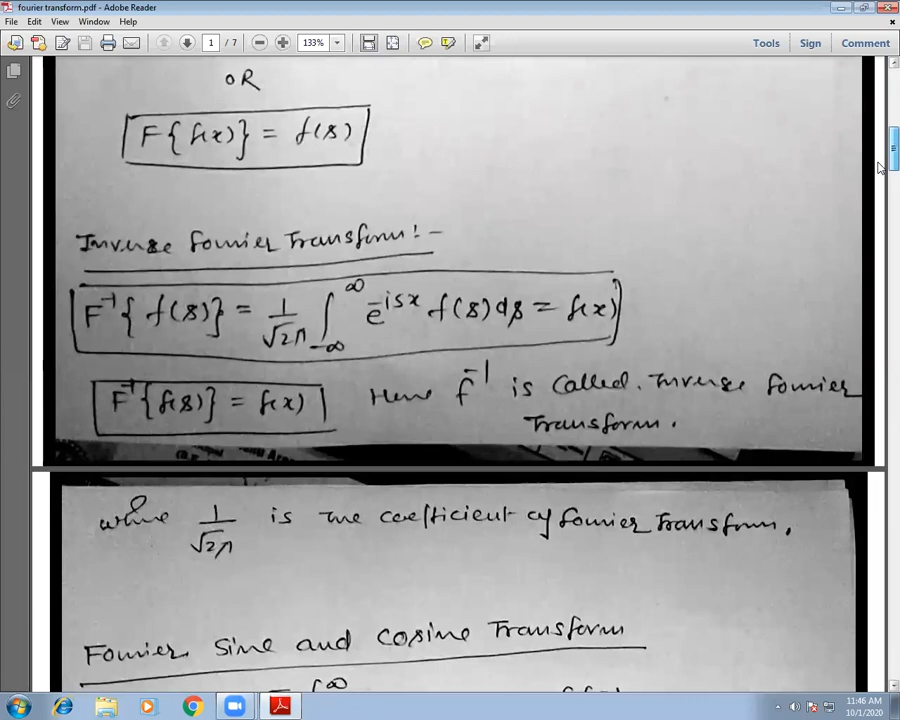 fourier transform.pdf - Adobe Reader
File Edit View Window Help
1 / 7 133% Tools Sign Comment
OR
F{f(x)} = f(s)
Inverse Fourier Transform:-
F⁻¹{f(s)} = 1/√2π ∫_{-∞}^{∞} e^{-isx} f(s) ds = f(x)
F⁻¹{f(s)} = f(x) Here f⁻¹ is called. Inverse fourier
Transform.
where 1/√2π is the coefficient of fourier Transform.
Fourier Sine and Cosine Transform
11:46 AM
10/1/2020